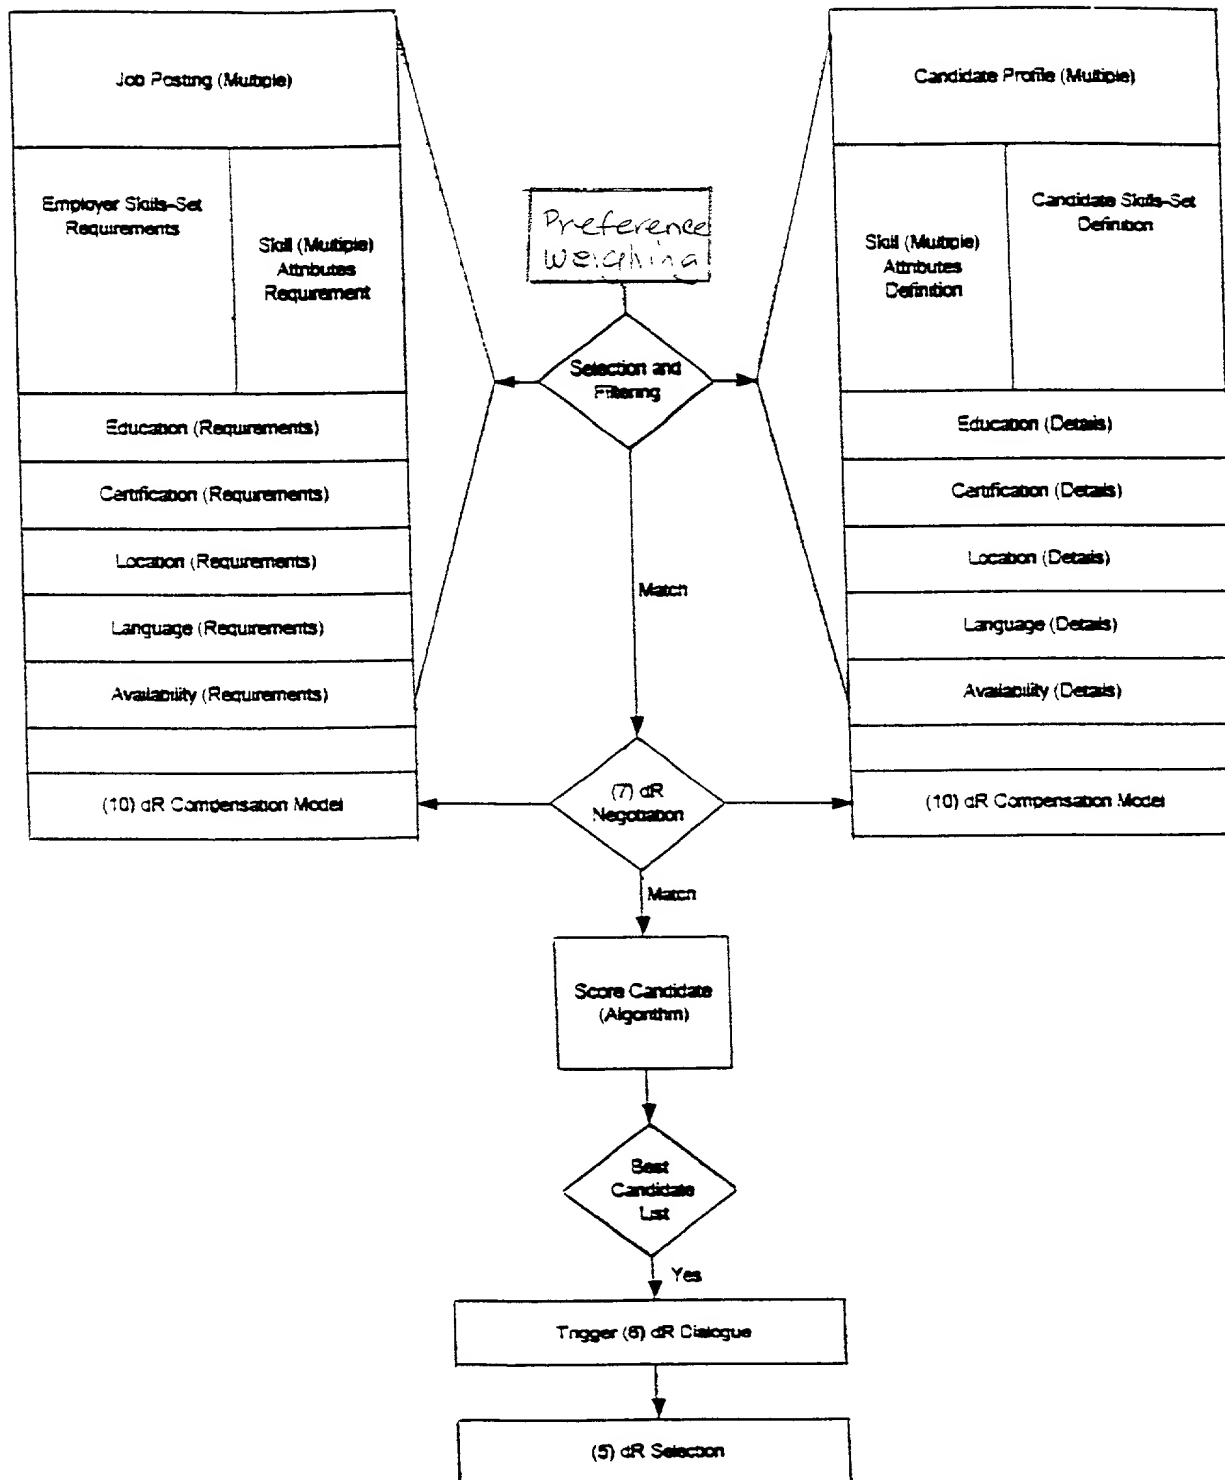 Job Posting (Multiple)
Employer Skills-Set
Requirements
Skill (Multiple)
Attributes
Requirement
Education (Requirements)
Certification (Requirements)
Location (Requirements)
Language (Requirements)
Availability (Requirements)
(10) dR Compensation Model
Preference
Weighing
Selection and
Filtering
Match
(7) dR
Negotiation
Match
Score Candidate
(Algorithm)
Best
Candidate
List
Yes
Trigger (6) dR Dialogue
(5) dR Selection
Candidate Profile (Multiple)
Skill (Multiple)
Attributes
Definition
Candidate Skills-Set
Definition
Education (Details)
Certification (Details)
Location (Details)
Language (Details)
Availability (Details)
(10) dR Compensation Model